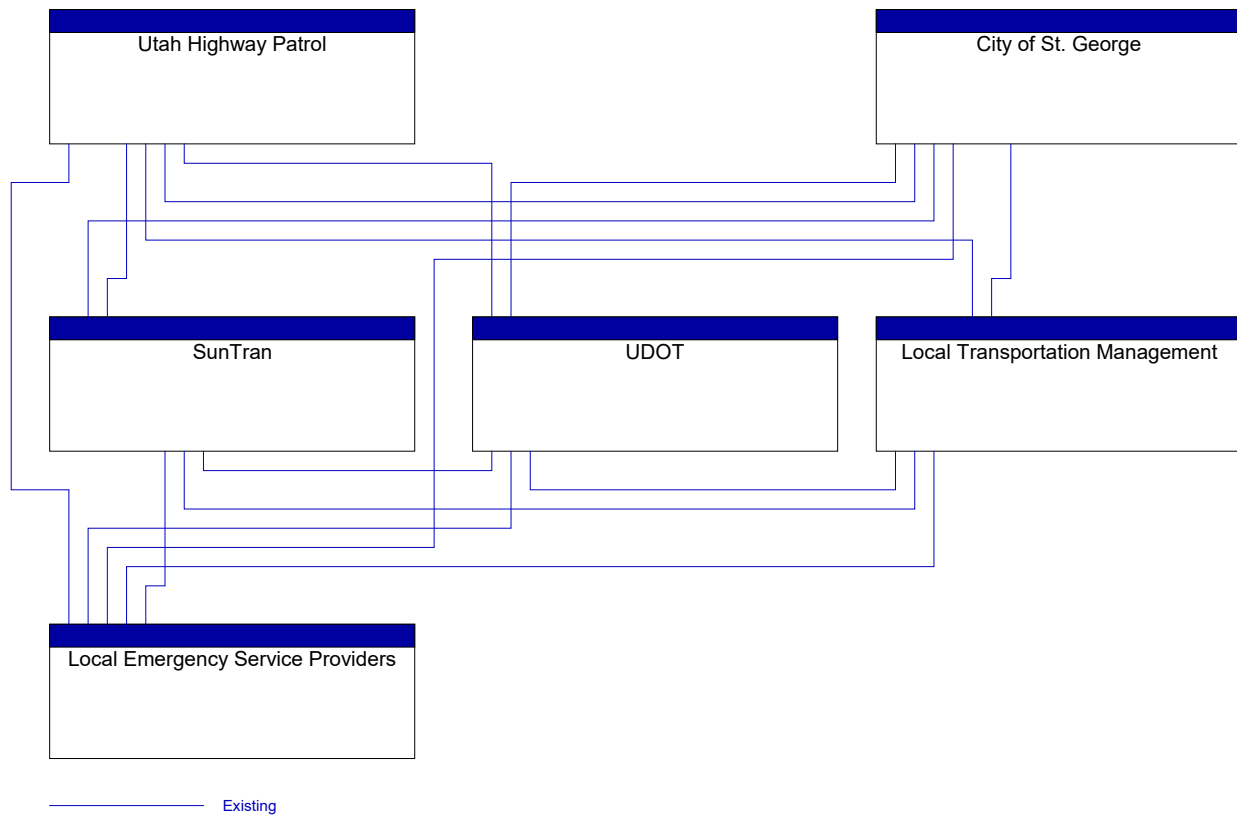 Utah Highway Patrol
City of St. George
SunTran
UDOT
Local Transportation Management
Local Emergency Service Providers
Existing